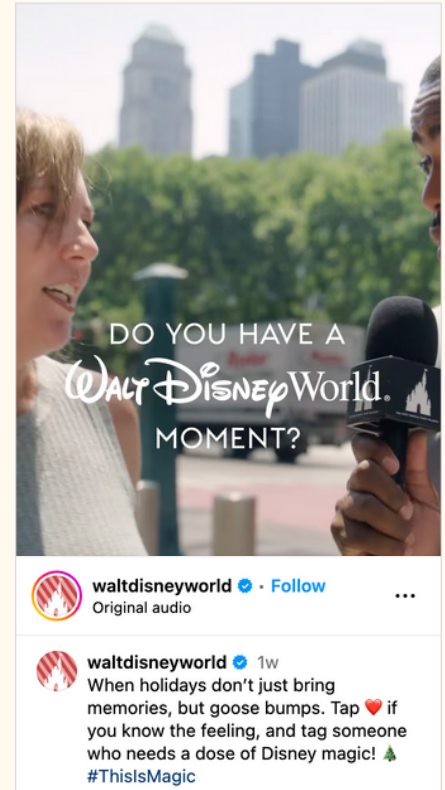 DO YOU HAVE A
WALT DISNEY World.
MOMENT?
waltdisneyworld • Follow
Original audio
...
waltdisneyworld 1w
When holidays don’t just bring
memories, but goose bumps. Tap ❤️ if
you know the feeling, and tag someone
who needs a dose of Disney magic! 🎄
#ThisIsMagic